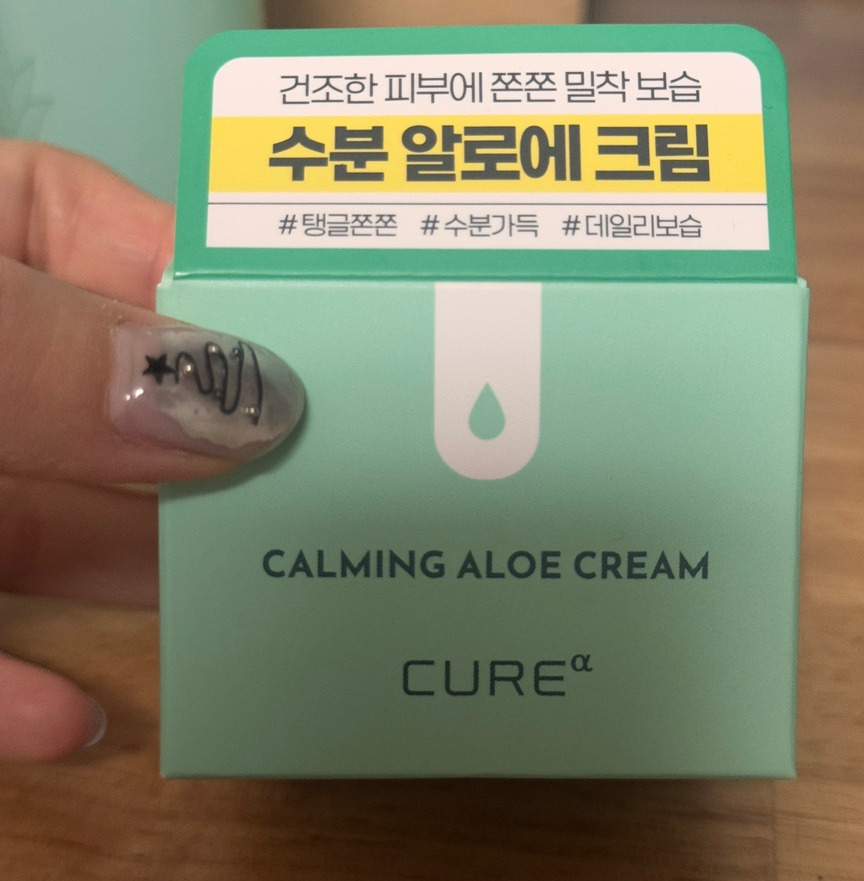 건조한 피부에 쫀쫀 밀착 보습
수분 알로에 크림
#탱글쫀쫀 #수분가득 #데일리보습
CALMING ALOE CREAM
CUREα